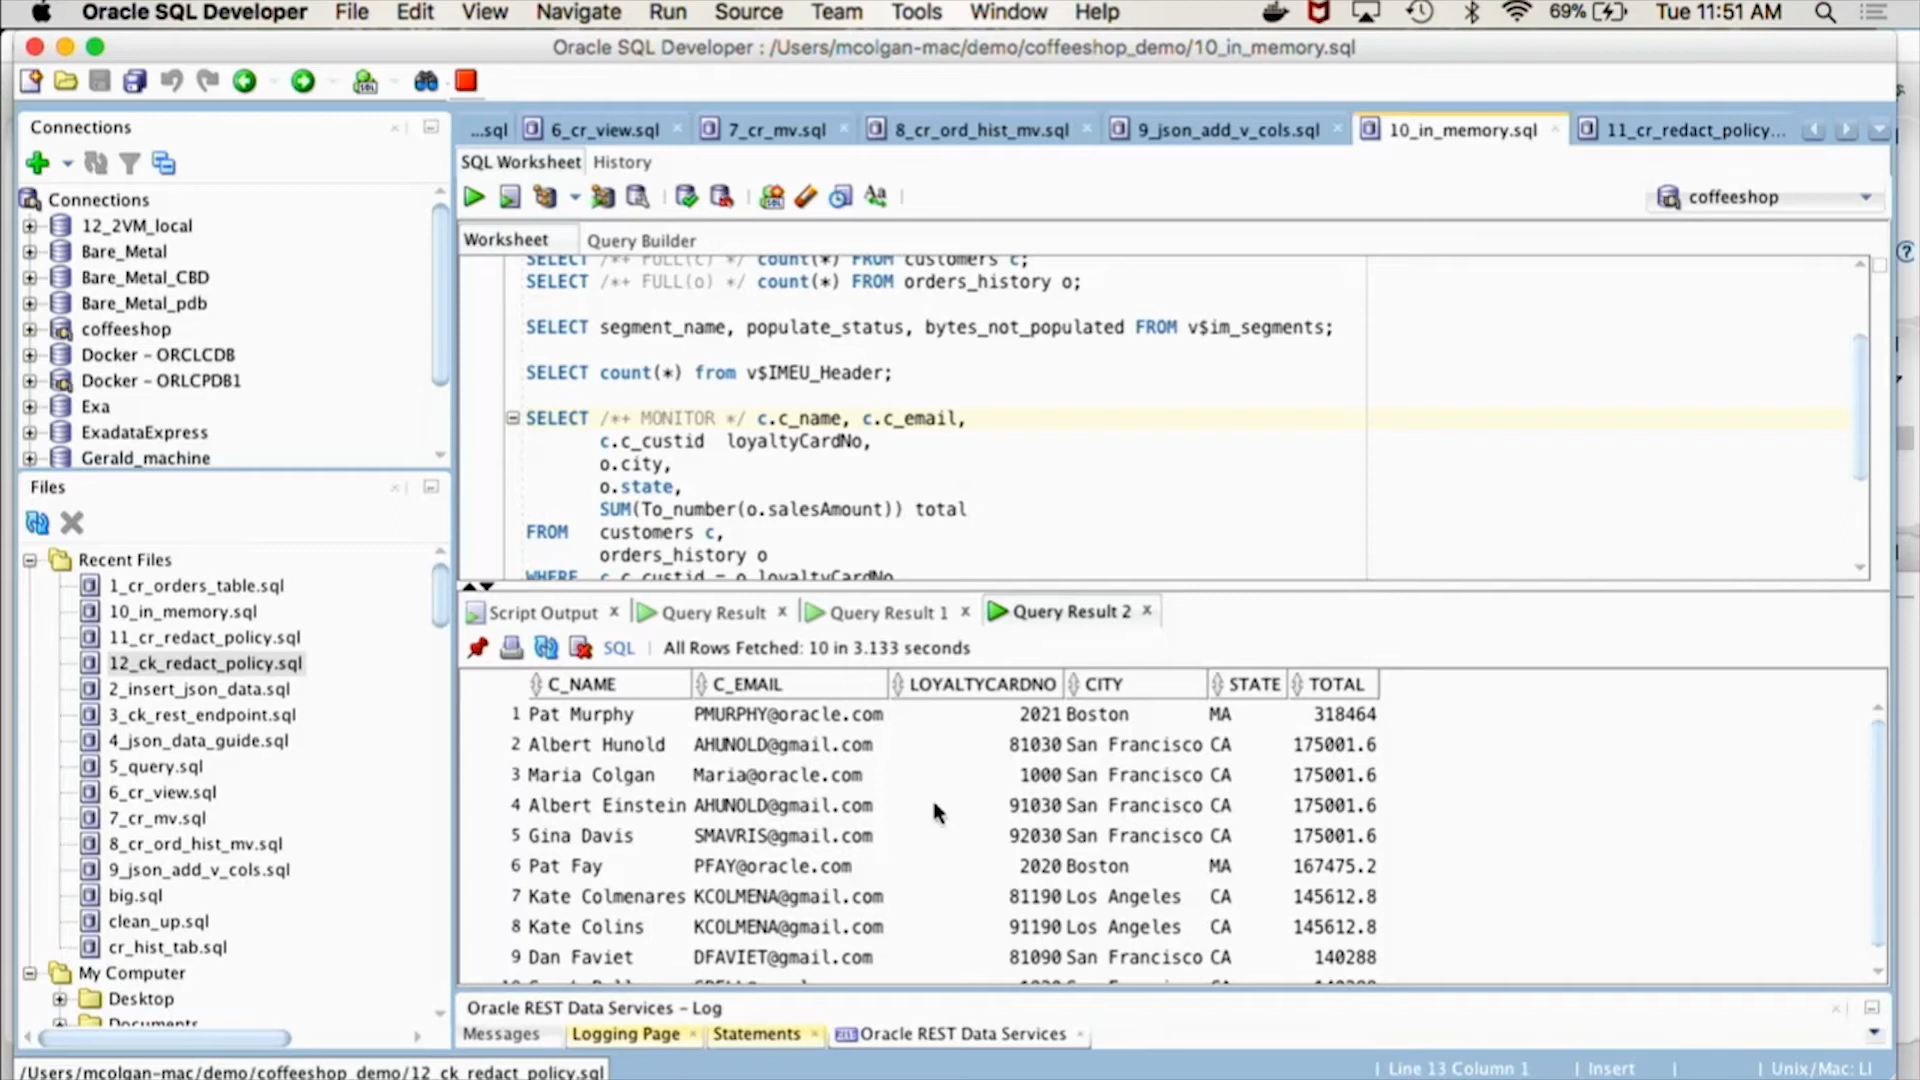 Oracle SQL Developer File Edit View Navigate Run Source Team Tools Window Help 69% Tue 11:51 AM
Oracle SQL Developer : /Users/mcolgan-mac/demo/coffeeshop_demo/10_in_memory.sql
Connections
Connections
12_2VM_local
Bare_Metal
Bare_Metal_CBD
Bare_Metal_pdb
coffeeshop
Docker - ORCLCDB
Docker - ORLCPDB1
Exa
ExadataExpress
Gerald_machine
Files
Recent Files
1_cr_orders_table.sql
10_in_memory.sql
11_cr_redact_policy.sql
12_ck_redact_policy.sql
2_insert_json_data.sql
3_ck_rest_endpoint.sql
4_json_data_guide.sql
5_query.sql
6_cr_view.sql
7_cr_mv.sql
8_cr_ord_hist_mv.sql
9_json_add_v_cols.sql
big.sql
clean_up.sql
cr_hist_tab.sql
My Computer
Desktop
Documents
...sql 6_cr_view.sql 7_cr_mv.sql 8_cr_ord_hist_mv.sql 9_json_add_v_cols.sql 10_in_memory.sql 11_cr_redact_policy...
SQL Worksheet History
SQL Aa coffeeshop
Worksheet Query Builder
SELECT /*+ FULL(c) */ count(*) FROM customers c;
SELECT /*+ FULL(o) */ count(*) FROM orders_history o;
SELECT segment_name, populate_status, bytes_not_populated FROM v$im_segments;
SELECT count(*) from v$IMEU_Header;
SELECT /*+ MONITOR */ c.c_name, c.c_email,
c.c_custid loyaltyCardNo,
o.city,
o.state,
SUM(To_number(o.salesAmount)) total
FROM customers c,
orders_history o
WHERE c.c_custid = o.loyaltyCardNo
Script Output Query Result Query Result 1 Query Result 2
SQL All Rows Fetched: 10 in 3.133 seconds
C_NAME C_EMAIL LOYALTYCARDNO CITY STATE TOTAL
1 Pat Murphy PMURPHY@oracle.com 2021 Boston MA 318464
2 Albert Hunold AHUNOLD@gmail.com 81030 San Francisco CA 175001.6
3 Maria Colgan Maria@oracle.com 1000 San Francisco CA 175001.6
4 Albert Einstein AHUNOLD@gmail.com 91030 San Francisco CA 175001.6
5 Gina Davis SMAVRIS@gmail.com 92030 San Francisco CA 175001.6
6 Pat Fay PFAY@oracle.com 2020 Boston MA 167475.2
7 Kate Colmenares KCOLMENA@gmail.com 81190 Los Angeles CA 145612.8
8 Kate Colins KCOLMENA@gmail.com 91190 Los Angeles CA 145612.8
9 Dan Faviet DFAVIET@gmail.com 81090 San Francisco CA 140288
Oracle REST Data Services - Log
Messages Logging Page Statements Oracle REST Data Services
/Users/mcolgan-mac/demo/coffeeshop_demo/12_ck_redact_policy.sql
Line 13 Column 1 Insert Unix/Mac: LI